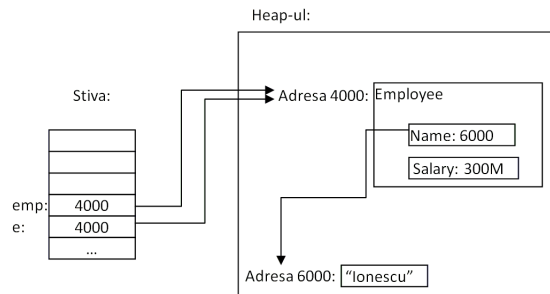 Heap-ul:
Stiva:
Adresa 4000:
Employee
Name: 6000
Salary: 300M
emp: 4000
e: 4000
...
Adresa 6000: “Ionescu”